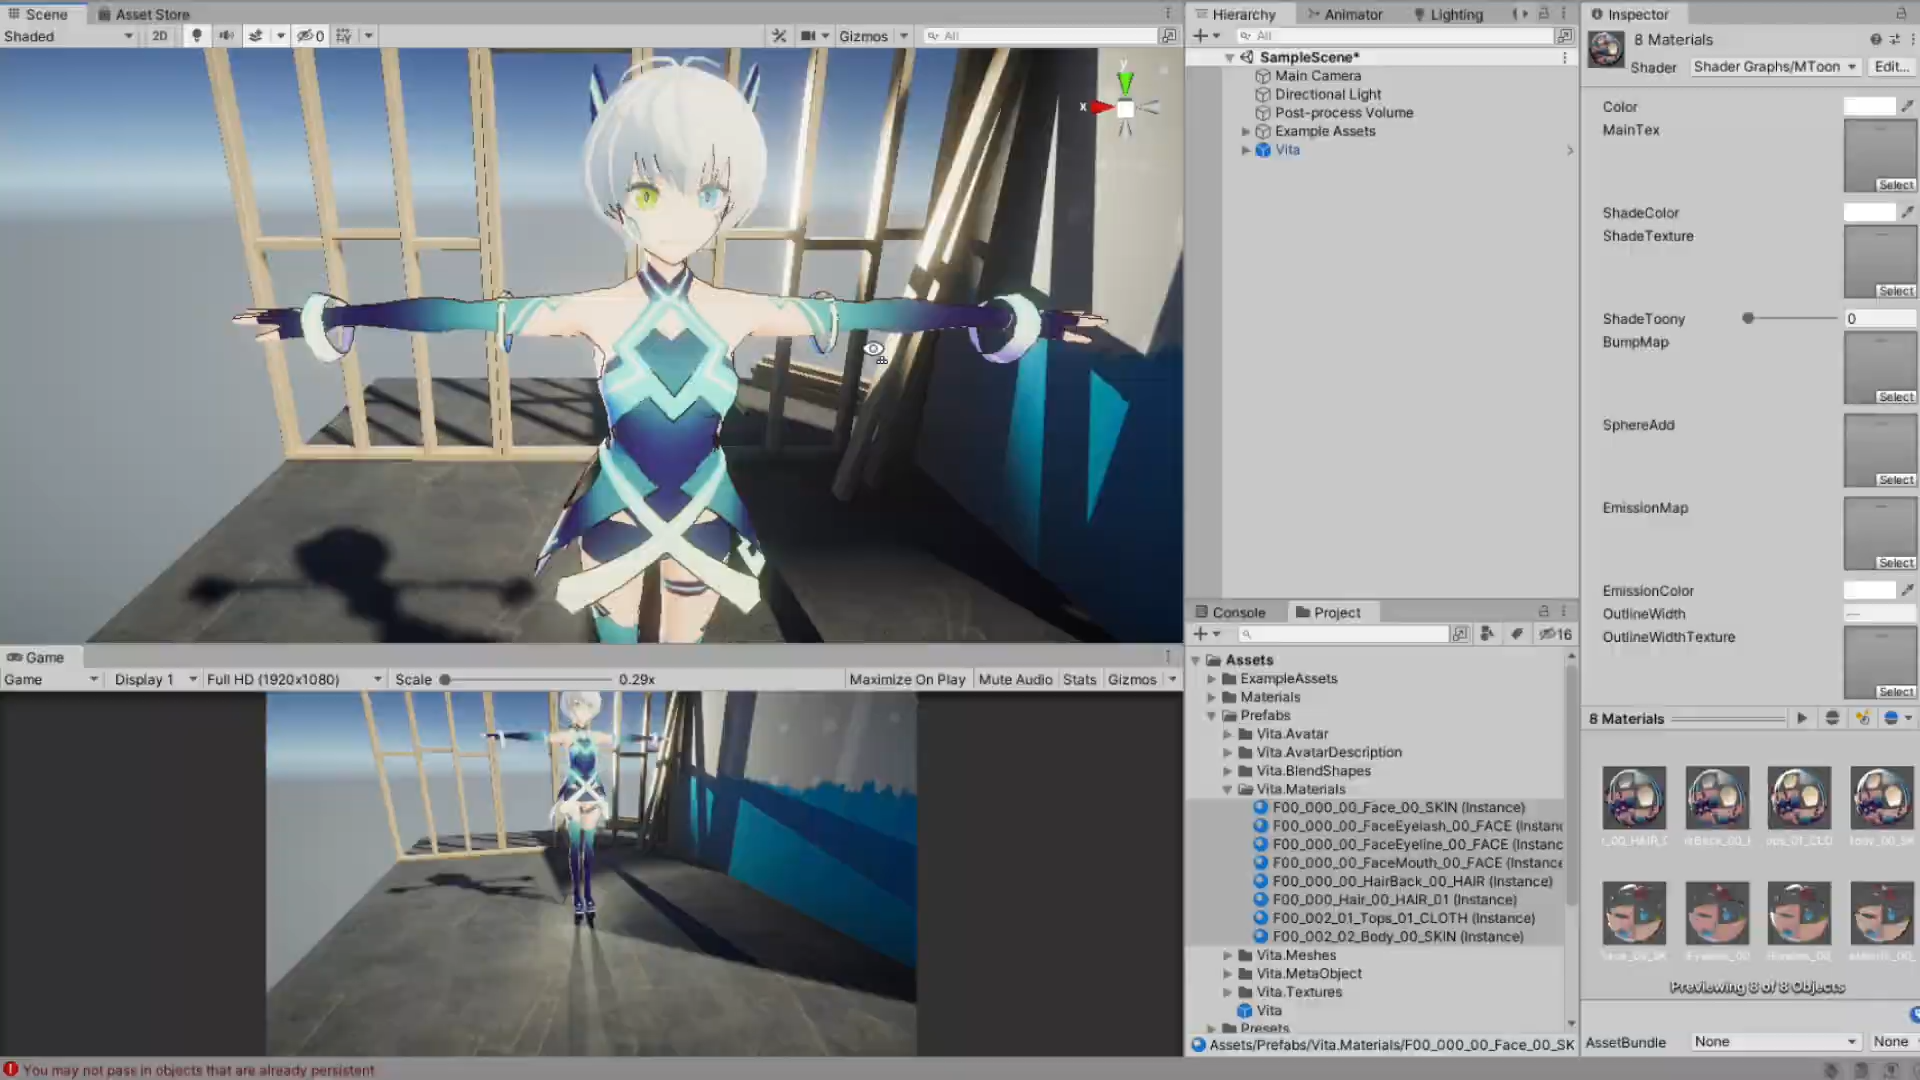 Scene
Asset Store
Shaded
2D
0
Gizmos
All
y
x
Game
Game
Display 1
Full HD (1920x1080)
Scale
0.29x
Maximize On Play
Mute Audio
Stats
Gizmos
You may not pass in objects that are already persistent
Hierarchy
Animator
Lighting
All
SampleScene*
Main Camera
Directional Light
Post-process Volume
Example Assets
Vita
Console
Project
16
Assets
ExampleAssets
Materials
Prefabs
Vita.Avatar
Vita.AvatarDescription
Vita.BlendShapes
Vita.Materials
F00_000_00_Face_00_SKIN (Instance)
F00_000_00_FaceEyelash_00_FACE (Instanc
F00_000_00_FaceEyeline_00_FACE (Instanc
F00_000_00_FaceMouth_00_FACE (Instance
F00_000_00_HairBack_00_HAIR (Instance)
F00_000_Hair_00_HAIR_01 (Instance)
F00_002_01_Tops_01_CLOTH (Instance)
F00_002_02_Body_00_SKIN (Instance)
Vita.Meshes
Vita.MetaObject
Vita.Textures
Vita
Presets
Assets/Prefabs/Vita.Materials/F00_000_00_Face_00_SK
Inspector
8 Materials
Shader
Shader Graphs/MToon
Edit...
Color
MainTex
Select
ShadeColor
ShadeTexture
Select
ShadeToony
0
BumpMap
Select
SphereAdd
Select
EmissionMap
Select
EmissionColor
OutlineWidth
OutlineWidthTexture
Select
8 Materials
Previewing 8 of 8 Objects
AssetBundle
None
None